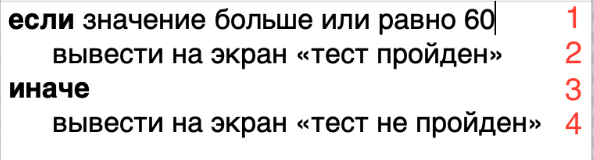 если значение больше или равно 60 1
вывести на экран «тест пройден» 2
иначе 3
вывести на экран «тест не пройден» 4